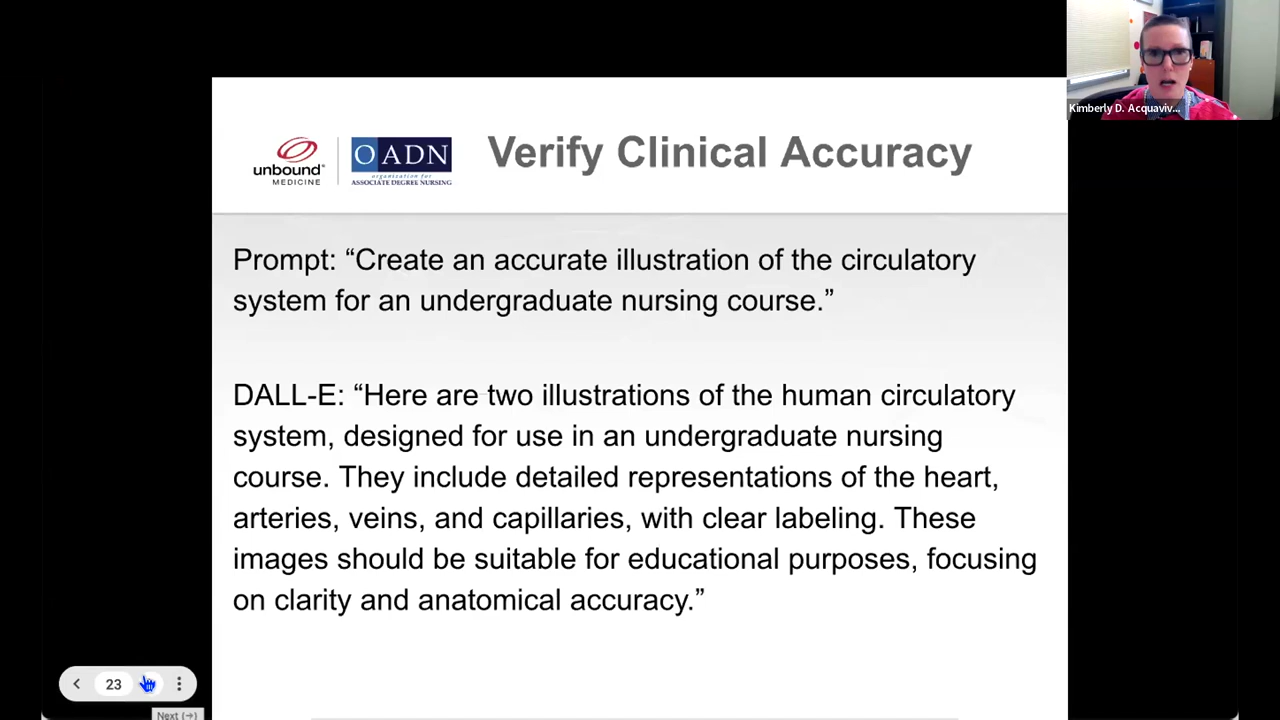 Kimberly D. Acquaviv...
unbound
MEDICINE
OADN
organization for
ASSOCIATE DEGREE NURSING
Verify Clinical Accuracy
Prompt: “Create an accurate illustration of the circulatory
system for an undergraduate nursing course.”
DALL-E: “Here are two illustrations of the human circulatory
system, designed for use in an undergraduate nursing
course. They include detailed representations of the heart,
arteries, veins, and capillaries, with clear labeling. These
images should be suitable for educational purposes, focusing
on clarity and anatomical accuracy.”
23
Next (→)